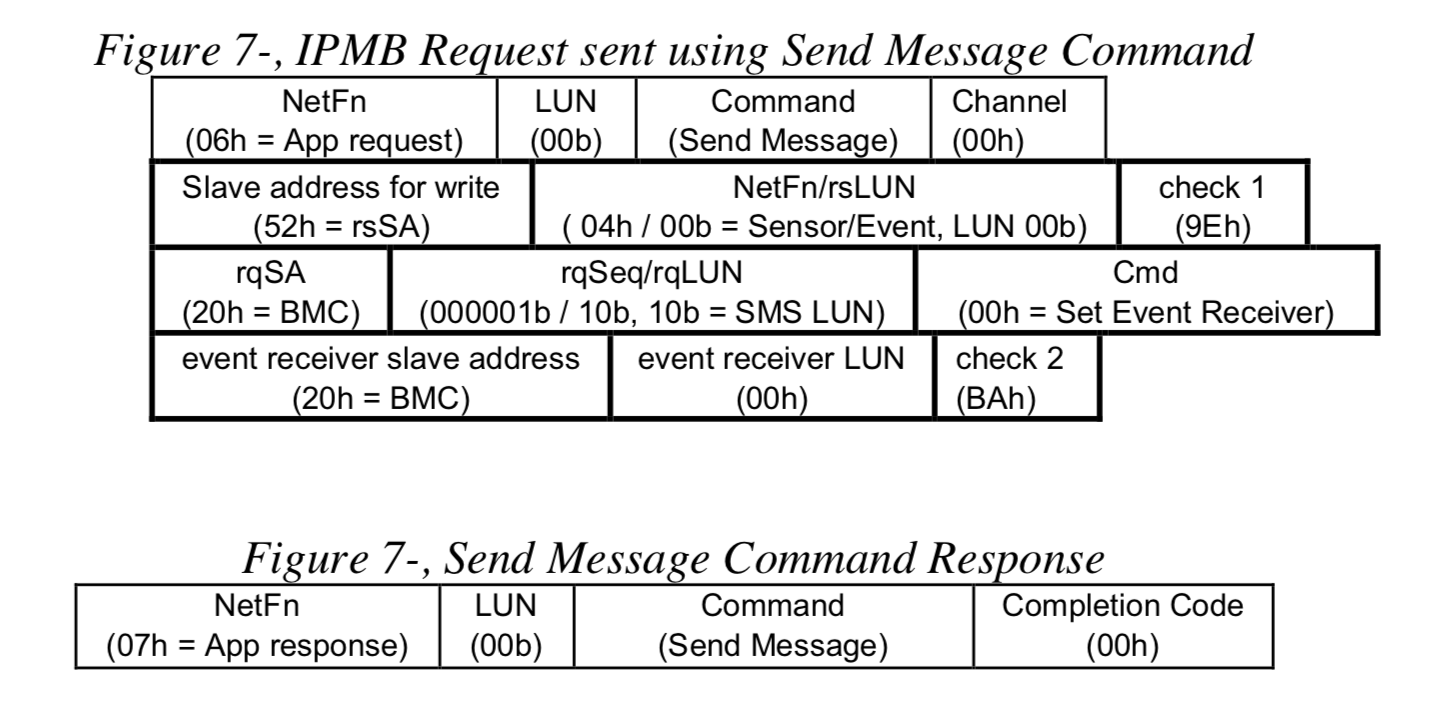 Figure 7-, IPMB Request sent using Send Message Command
NetFn LUN Command Channel
(06h = App request) (00b) (Send Message) (00h)
Slave address for write NetFn/rsLUN check 1
(52h = rsSA) ( 04h / 00b = Sensor/Event, LUN 00b) (9Eh)
rqSA rqSeq/rqLUN Cmd
(20h = BMC) (000001b / 10b, 10b = SMS LUN) (00h = Set Event Receiver)
event receiver slave address event receiver LUN check 2
(20h = BMC) (00h) (BAh)
Figure 7-, Send Message Command Response
NetFn LUN Command Completion Code
(07h = App response) (00b) (Send Message) (00h)